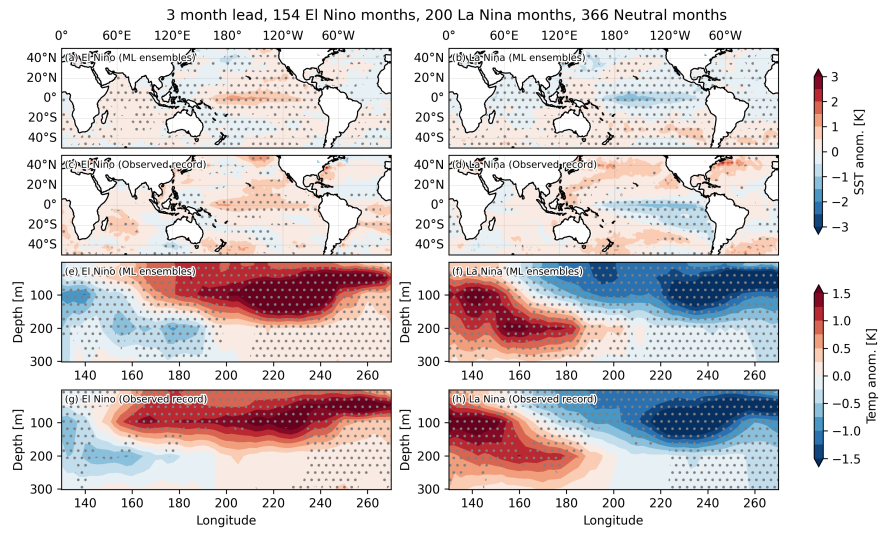 3 month lead, 154 El Nino months, 200 La Nina months, 366 Neutral months
0° 60°E 120°E 180° 120°W 60°W
0° 60°E 120°E 180° 120°W 60°W
(a) El Nino (ML ensembles)
40°N
20°N
0°
20°S
40°S
(b) La Nina (ML ensembles)
40°N
20°N
0°
20°S
40°S
(c) El Nino (Observed record)
40°N
20°N
0°
20°S
40°S
(d) La Nina (Observed record)
40°N
20°N
0°
20°S
40°S
3
2
1
0
−1
−2
−3
SST anom. [K]
(e) El Nino (ML ensembles)
Depth [m]
100
200
300
140 160 180 200 220 240 260
(f) La Nina (ML ensembles)
Depth [m]
100
200
300
140 160 180 200 220 240 260
(g) El Nino (Observed record)
Depth [m]
100
200
300
140 160 180 200 220 240 260
Longitude
(h) La Nina (Observed record)
Depth [m]
100
200
300
140 160 180 200 220 240 260
Longitude
1.5
1.0
0.5
0.0
−0.5
−1.0
−1.5
Temp anom. [K]